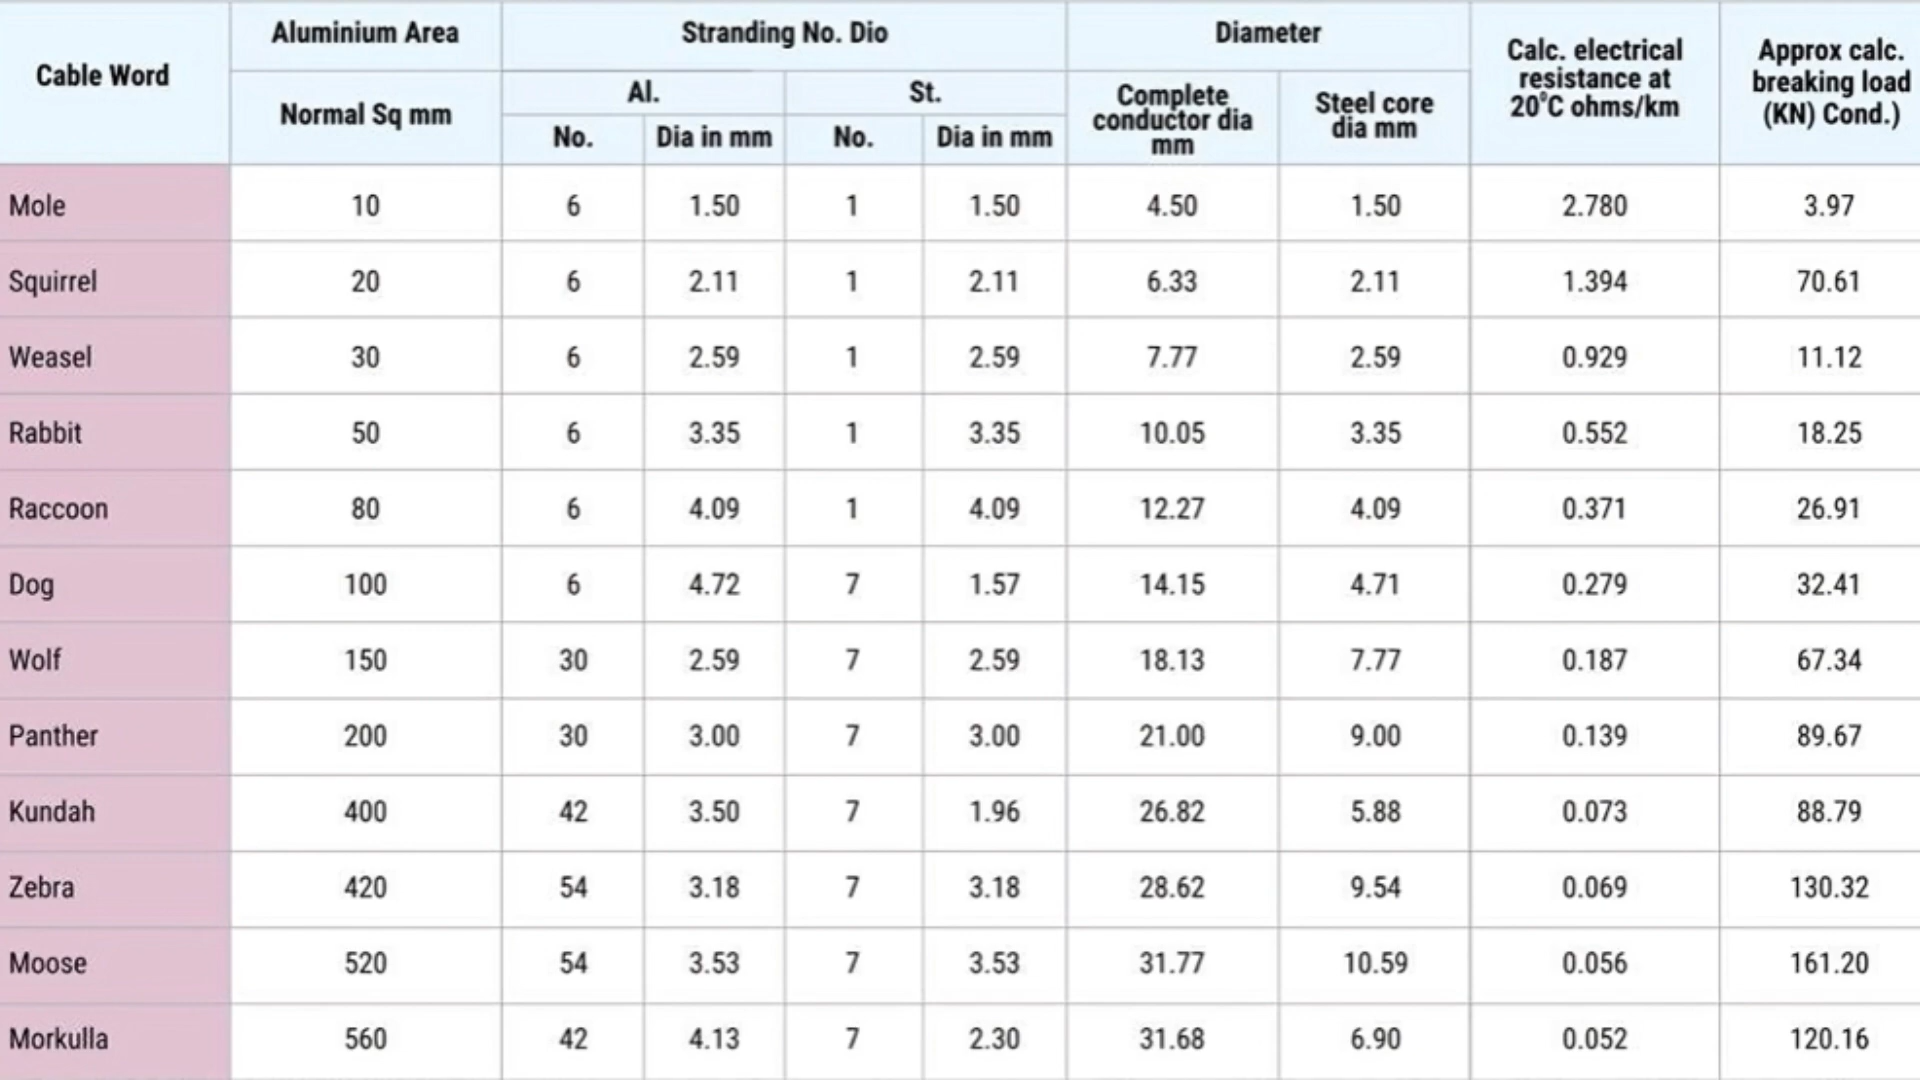 Cable Word Aluminium Area Stranding No. Dio Diameter Calc. electrical resistance at 20°C ohms/km Approx calc. breaking load (KN) Cond.)
Normal Sq mm Al. St. Complete conductor dia mm Steel core dia mm
No. Dia in mm No. Dia in mm
Mole 10 6 1.50 1 1.50 4.50 1.50 2.780 3.97
Squirrel 20 6 2.11 1 2.11 6.33 2.11 1.394 70.61
Weasel 30 6 2.59 1 2.59 7.77 2.59 0.929 11.12
Rabbit 50 6 3.35 1 3.35 10.05 3.35 0.552 18.25
Raccoon 80 6 4.09 1 4.09 12.27 4.09 0.371 26.91
Dog 100 6 4.72 7 1.57 14.15 4.71 0.279 32.41
Wolf 150 30 2.59 7 2.59 18.13 7.77 0.187 67.34
Panther 200 30 3.00 7 3.00 21.00 9.00 0.139 89.67
Kundah 400 42 3.50 7 1.96 26.82 5.88 0.073 88.79
Zebra 420 54 3.18 7 3.18 28.62 9.54 0.069 130.32
Moose 520 54 3.53 7 3.53 31.77 10.59 0.056 161.20
Morkulla 560 42 4.13 7 2.30 31.68 6.90 0.052 120.16